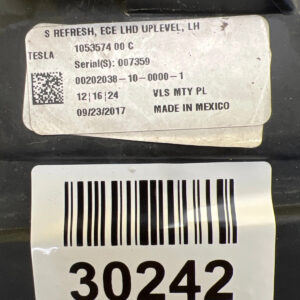 S REFRESH, ECE LHD UPLEVEL, LH
TESLA 1053574 00 C
Serial(S): 007359
00202038-10-0000-1
12|16|24 VLS MTY PL
09/23/2017 MADE IN MEXICO
30242